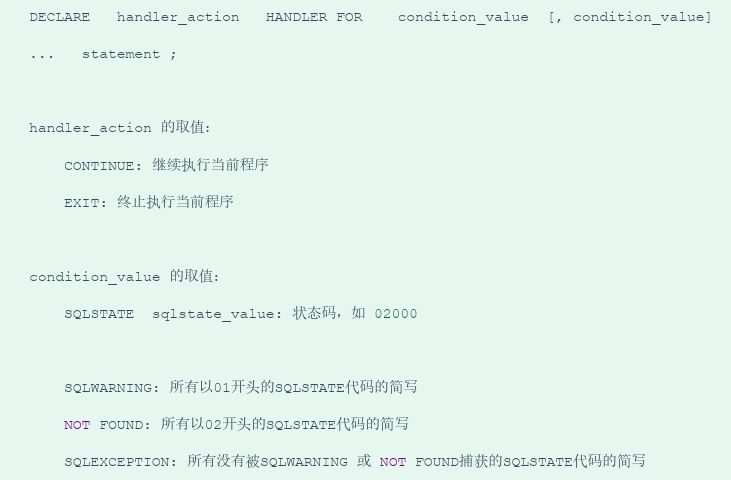 DECLARE handler_action HANDLER FOR condition_value [, condition_value]
... statement ;
handler_action 的取值:
CONTINUE: 继续执行当前程序
EXIT: 终止执行当前程序
condition_value 的取值:
SQLSTATE sqlstate_value: 状态码，如 02000
SQLWARNING: 所有以01开头的SQLSTATE代码的简写
NOT FOUND: 所有以02开头的SQLSTATE代码的简写
SQLEXCEPTION: 所有没有被SQLWARNING 或 NOT FOUND捕获的SQLSTATE代码的简写